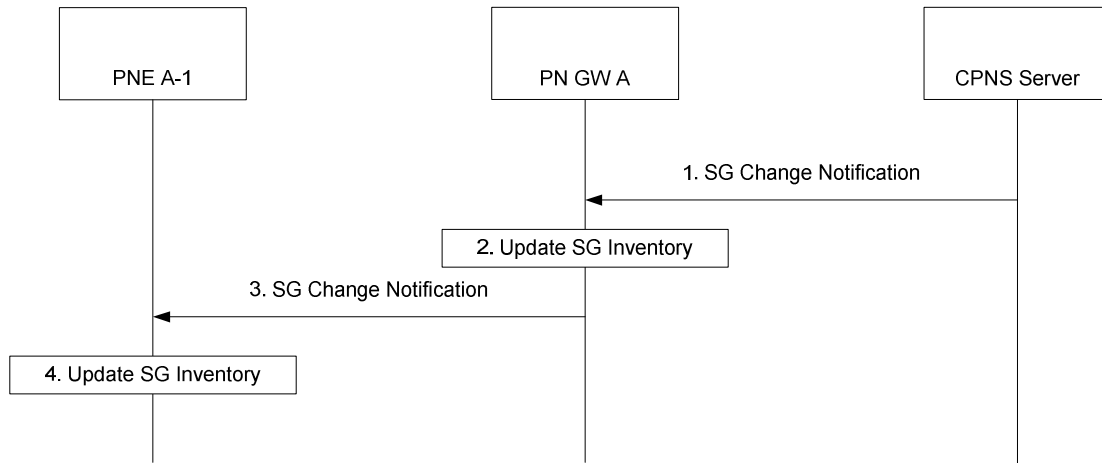 PNE A-1
PN GW A
CPNS Server
1. SG Change Notification
2. Update SG Inventory
3. SG Change Notification
4. Update SG Inventory